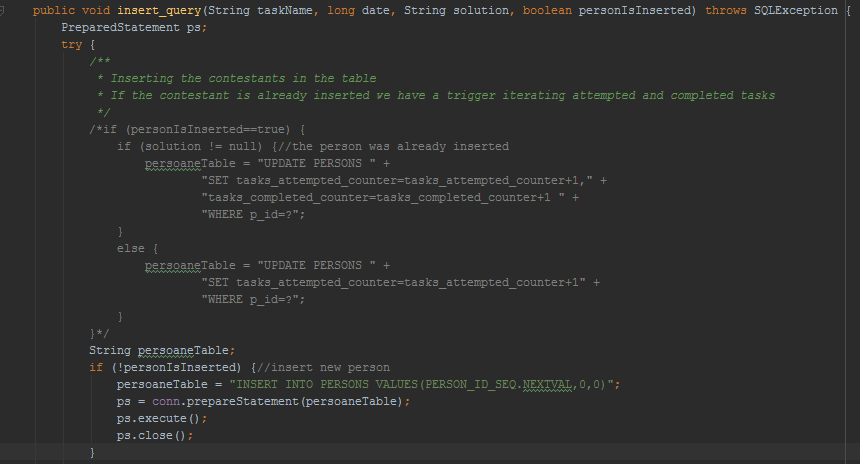 public void insert_query(String taskName, long date, String solution, boolean personIsInserted) throws SQLException {
    PreparedStatement ps;
    try {
        /**
         * Inserting the contestants in the table
         * If the contestant is already inserted we have a trigger iterating attempted and completed tasks
         */
        /*if (personIsInserted==true) {
            if (solution != null) {//the person was already inserted
                persoaneTable = "UPDATE PERSONS " +
                        "SET tasks_attempted_counter=tasks_attempted_counter+1," +
                        "tasks_completed_counter=tasks_completed_counter+1 " +
                        "WHERE p_id=?";
            }
            else {
                persoaneTable = "UPDATE PERSONS " +
                        "SET tasks_attempted_counter=tasks_attempted_counter+1" +
                        "WHERE p_id=?";
            }
        }*/
        String persoaneTable;
        if (!personIsInserted) {//insert new person
            persoaneTable = "INSERT INTO PERSONS VALUES(PERSON_ID_SEQ.NEXTVAL,0,0)";
            ps = conn.prepareStatement(persoaneTable);
            ps.execute();
            ps.close();
        }